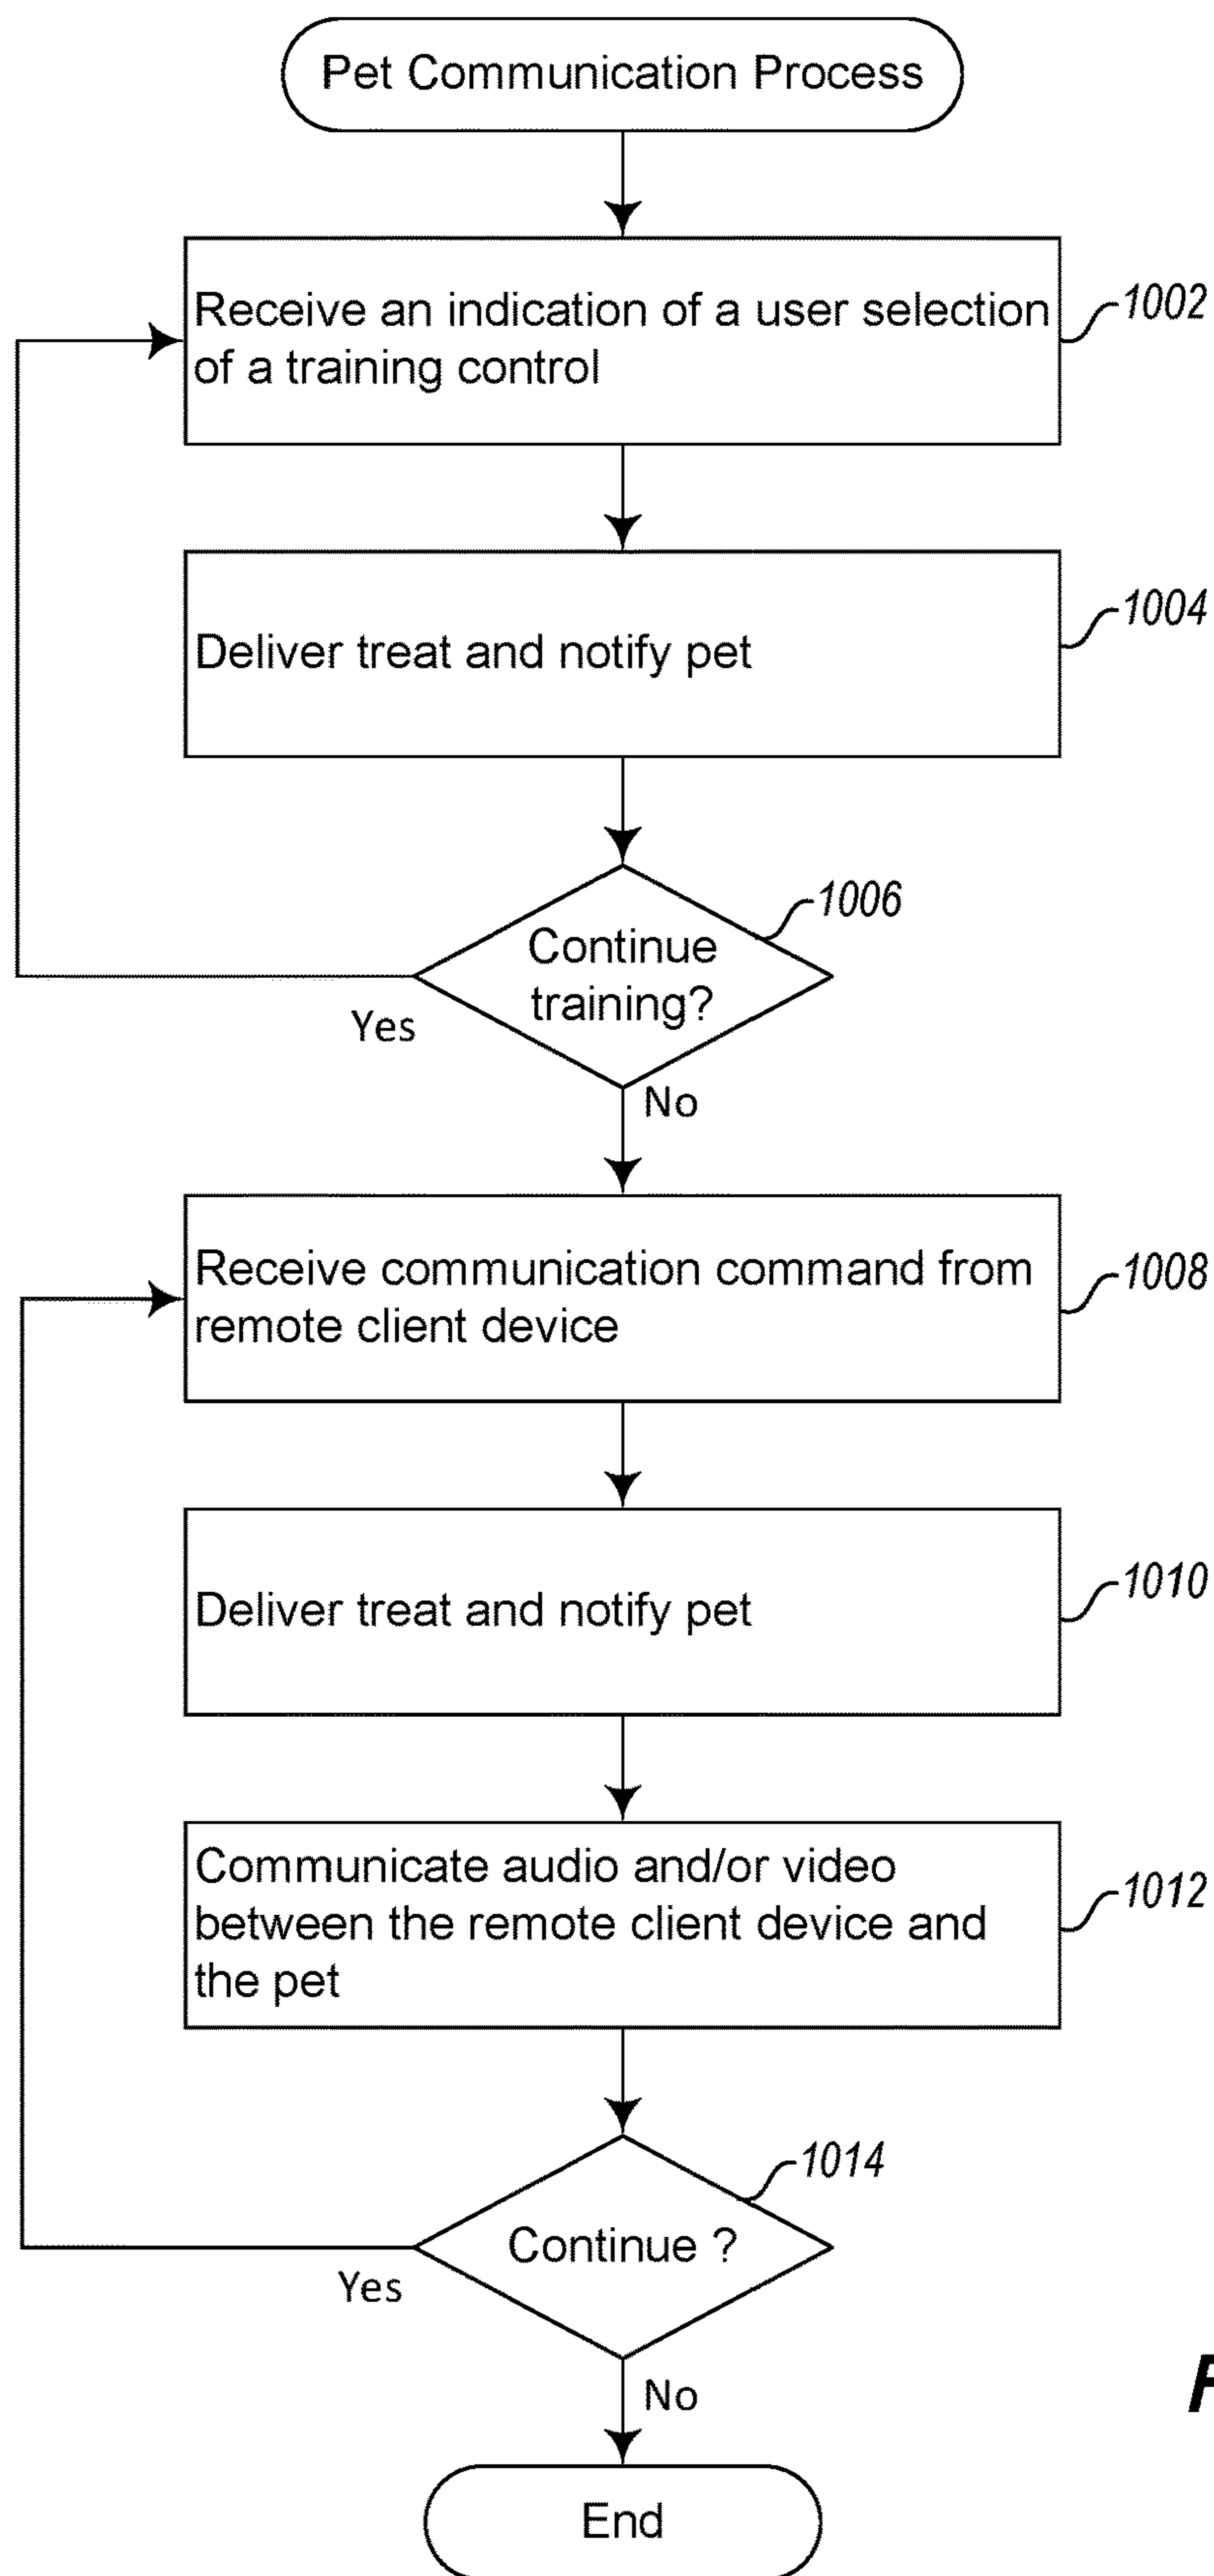 Pet Communication Process
Receive an indication of a user selection
of a training control
1002
Deliver treat and notify pet
1004
Continue
training?
1006
Yes
No
Receive communication command from
remote client device
1008
Deliver treat and notify pet
1010
Communicate audio and/or video
between the remote client device and
the pet
1012
Continue ?
1014
Yes
No
End